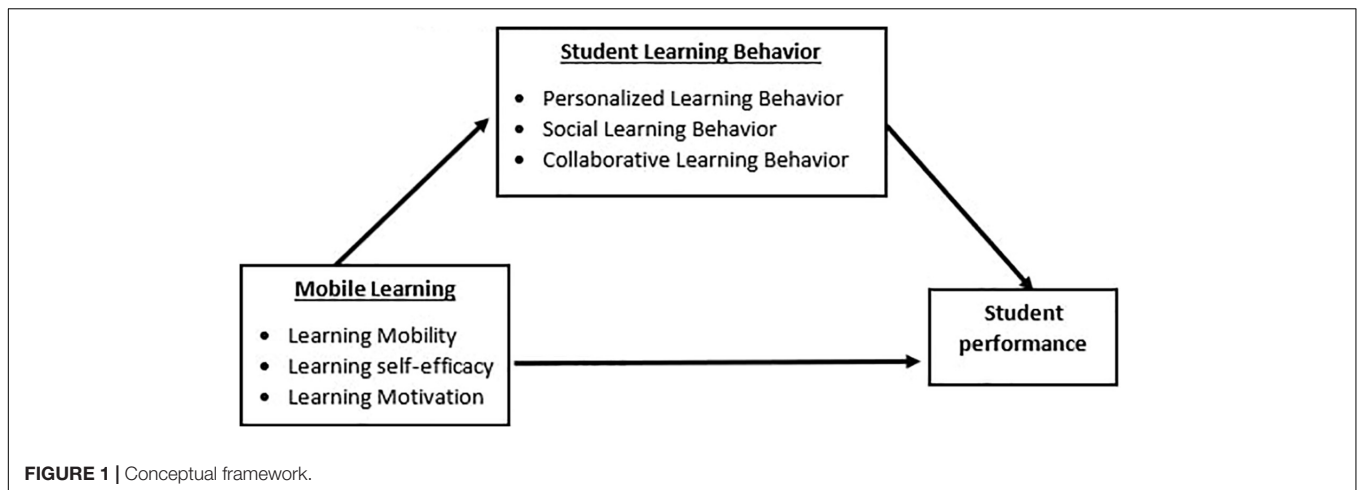 Student Learning Behavior
• Personalized Learning Behavior
• Social Learning Behavior
• Collaborative Learning Behavior
Mobile Learning
• Learning Mobility
• Learning self-efficacy
• Learning Motivation
Student
performance
FIGURE 1 | Conceptual framework.